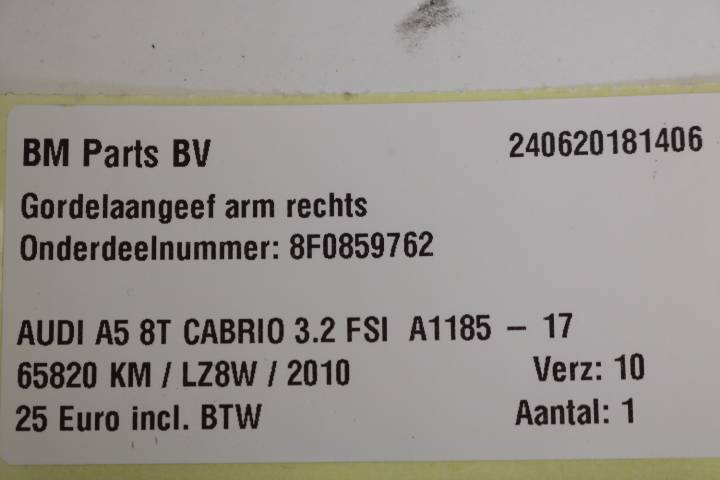 BM Parts BV 240620181406
Gordelaangeef arm rechts
Onderdeelnummer: 8F0859762
AUDI A5 8T CABRIO 3.2 FSI A1185 – 17
65820 KM / LZ8W / 2010 Verz: 10
25 Euro incl. BTW Aantal: 1